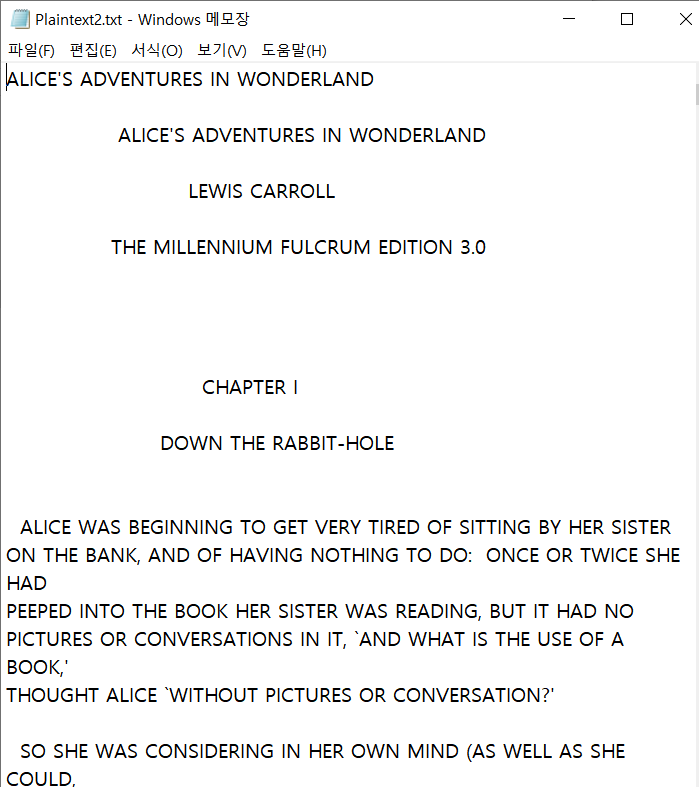 Plaintext2.txt - Windows 메모장
파일(F) 편집(E) 서식(O) 보기(V) 도움말(H)
ALICE'S ADVENTURES IN WONDERLAND
ALICE'S ADVENTURES IN WONDERLAND
LEWIS CARROLL
THE MILLENNIUM FULCRUM EDITION 3.0
CHAPTER I
DOWN THE RABBIT-HOLE
ALICE WAS BEGINNING TO GET VERY TIRED OF SITTING BY HER SISTER
ON THE BANK, AND OF HAVING NOTHING TO DO:  ONCE OR TWICE SHE
HAD
PEEPED INTO THE BOOK HER SISTER WAS READING, BUT IT HAD NO
PICTURES OR CONVERSATIONS IN IT, `AND WHAT IS THE USE OF A
BOOK,'
THOUGHT ALICE `WITHOUT PICTURES OR CONVERSATION?'
SO SHE WAS CONSIDERING IN HER OWN MIND (AS WELL AS SHE
COULD,